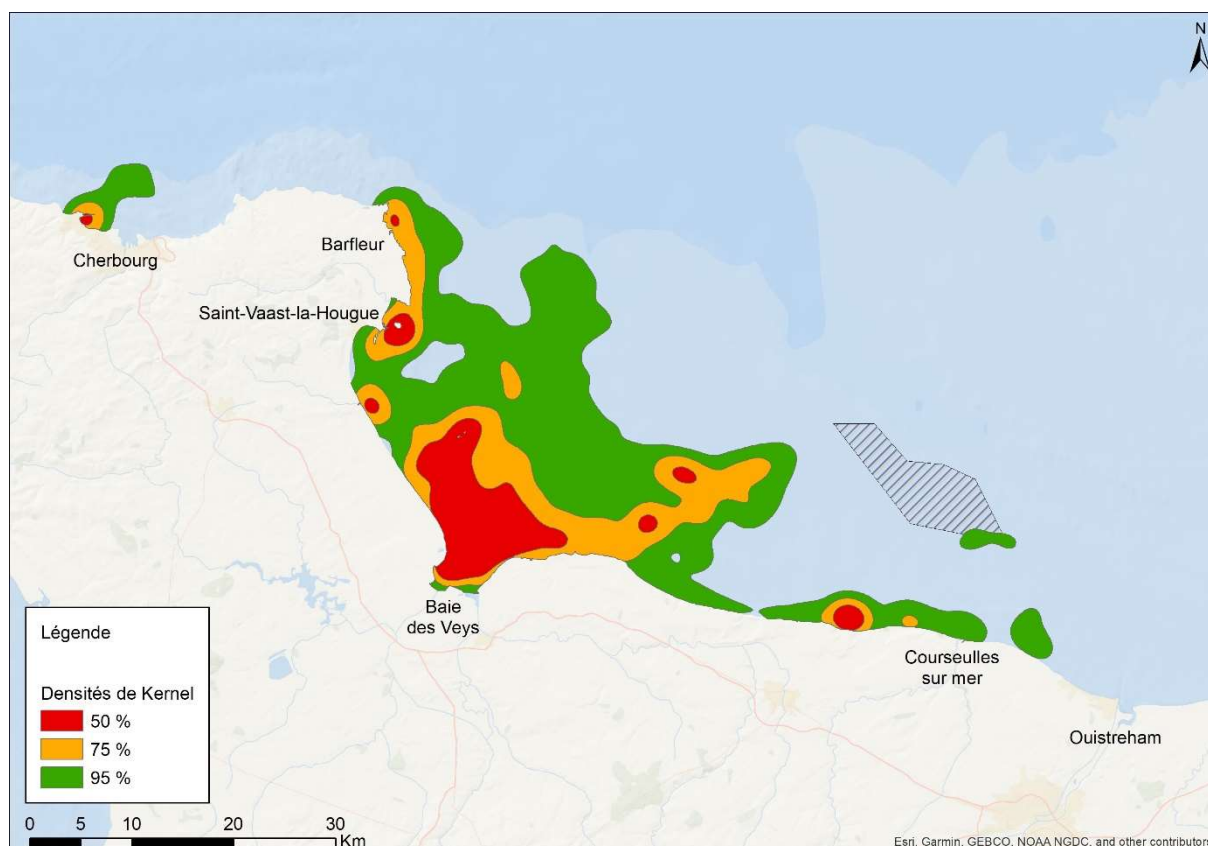 N
Cherbourg
Barfleur
Saint-Vaast-la-Hougue
Baie
des Veys
Courseulles
sur mer
Ouistreham
Légende
Densités de Kernel
50 %
75 %
95 %
0 5 10 20 30
Km
Esri, Garmin, GEBCO, NOAA NGDC, and other contributors